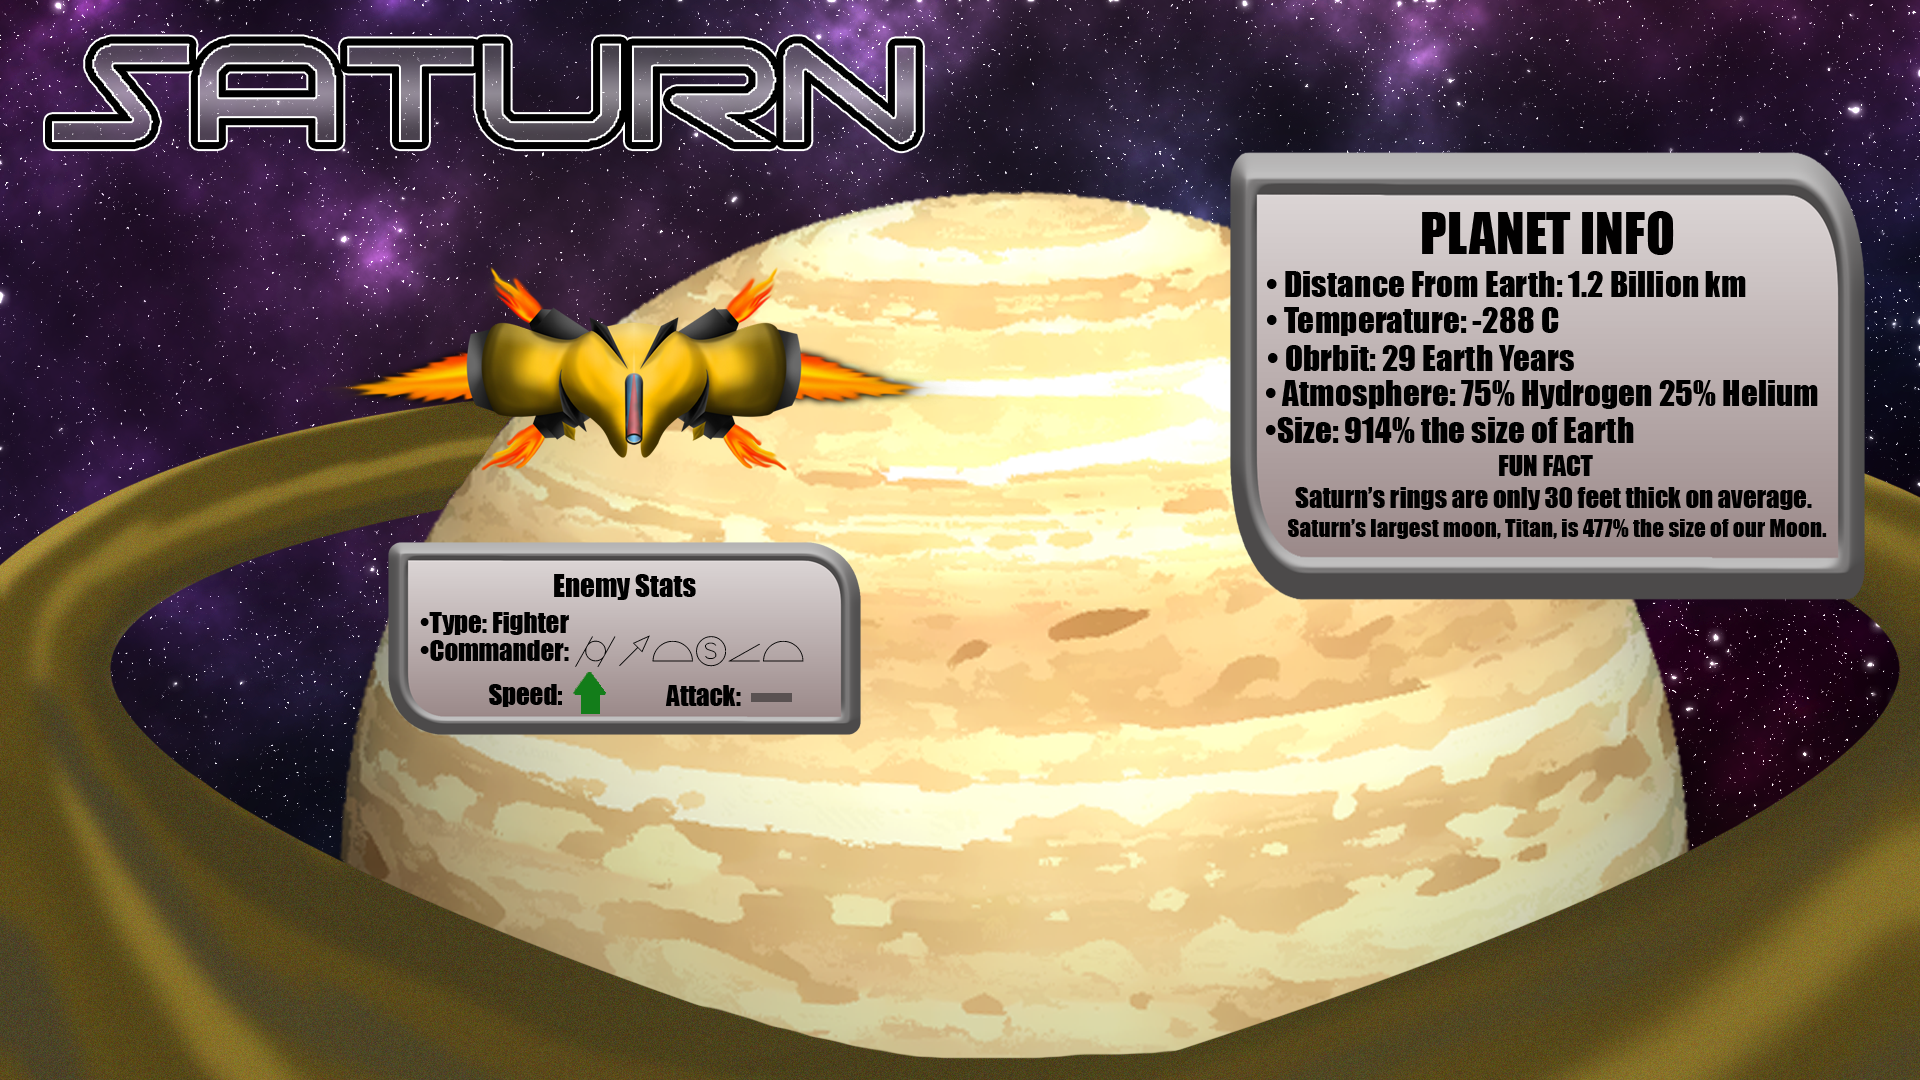 SATURN
PLANET INFO
• Distance From Earth: 1.2 Billion km
• Temperature: -288 C
• Obrbit: 29 Earth Years
• Atmosphere: 75% Hydrogen 25% Helium
•Size: 914% the size of Earth
FUN FACT
Saturn's rings are only 30 feet thick on average.
Saturn's largest moon, Titan, is 477% the size of our Moon.
Enemy Stats
•Type: Fighter
•Commander:
Speed: Attack: